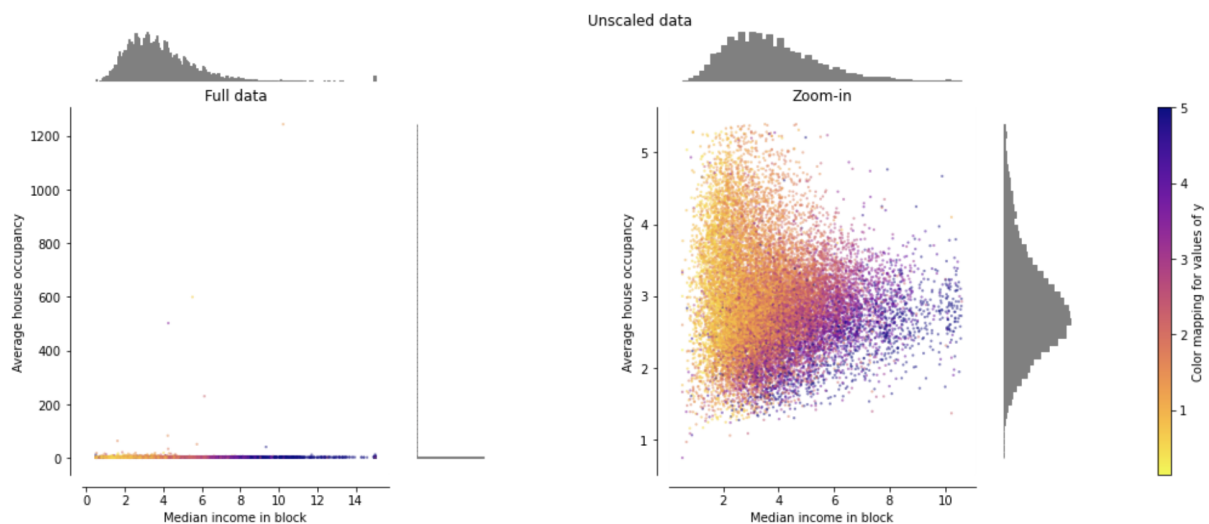 Unscaled data
Full data
Average house occupancy
1200
1000
800
600
400
200
0
0 2 4 6 8 10 12 14
Median income in block
Zoom-in
Average house occupancy
5
4
3
2
1
2 4 6 8 10
Median income in block
5
4
3
2
1
Color mapping for values of y